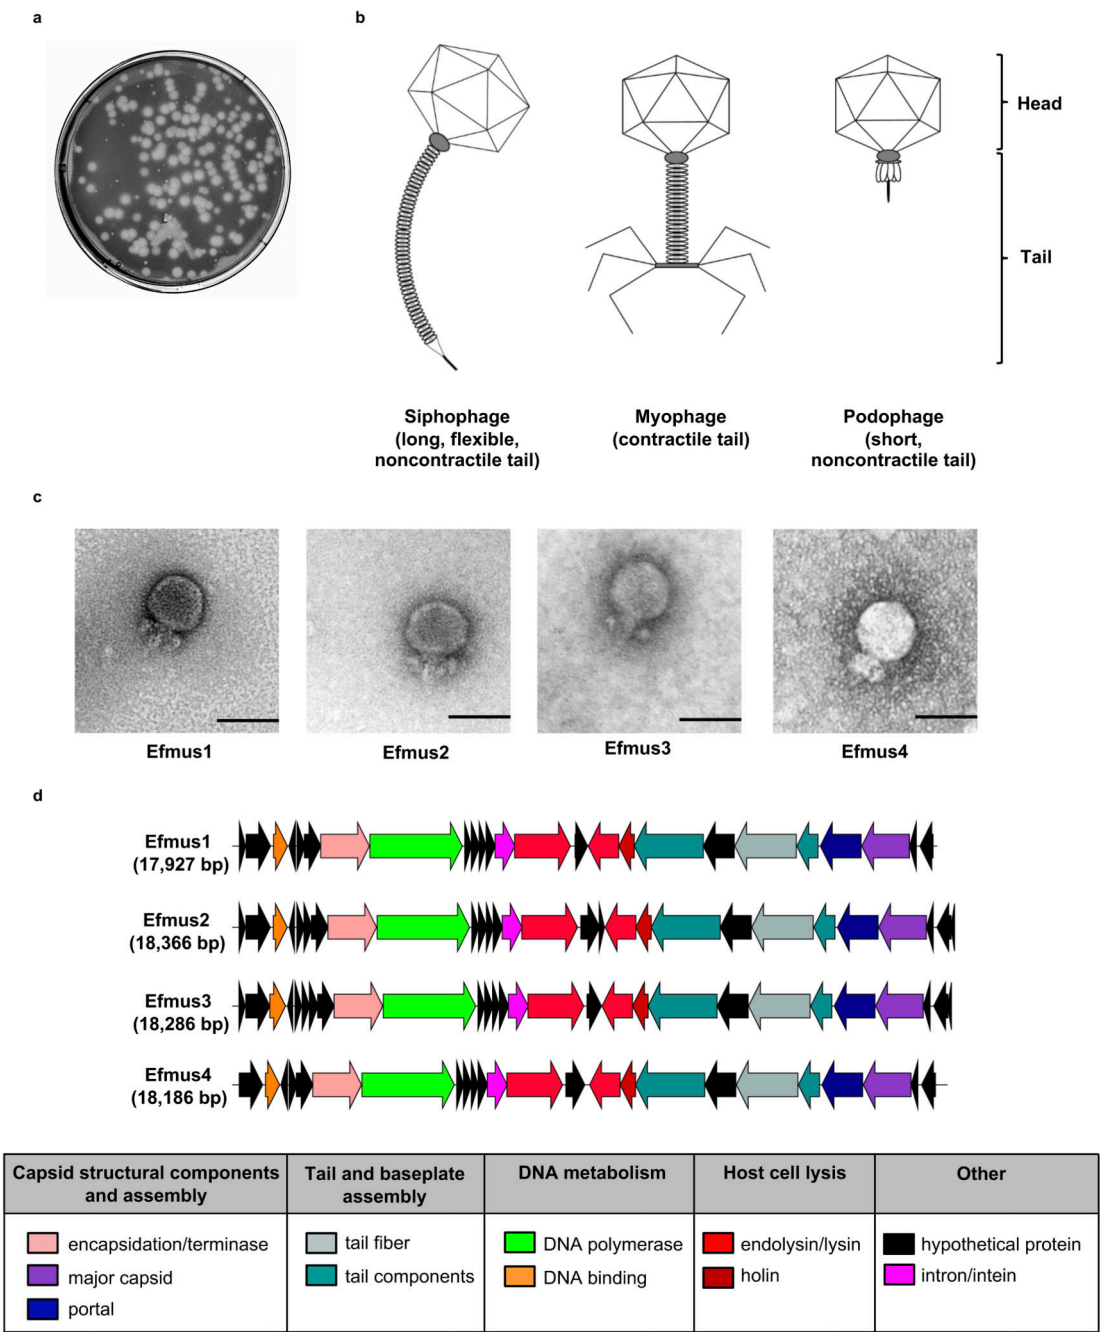 a
b
Head
Tail
Siphophage
(long, flexible,
noncontractile tail)
Myophage
(contractile tail)
Podophage
(short,
noncontractile tail)
c
Efmus1
Efmus2
Efmus3
Efmus4
d
Efmus1
(17,927 bp)
Efmus2
(18,366 bp)
Efmus3
(18,286 bp)
Efmus4
(18,186 bp)
Capsid structural components
and assembly
encapsidation/terminase
major capsid
portal
Tail and baseplate
assembly
tail fiber
tail components
DNA metabolism
DNA polymerase
DNA binding
Host cell lysis
endolysin/lysin
holin
Other
hypothetical protein
intron/intein